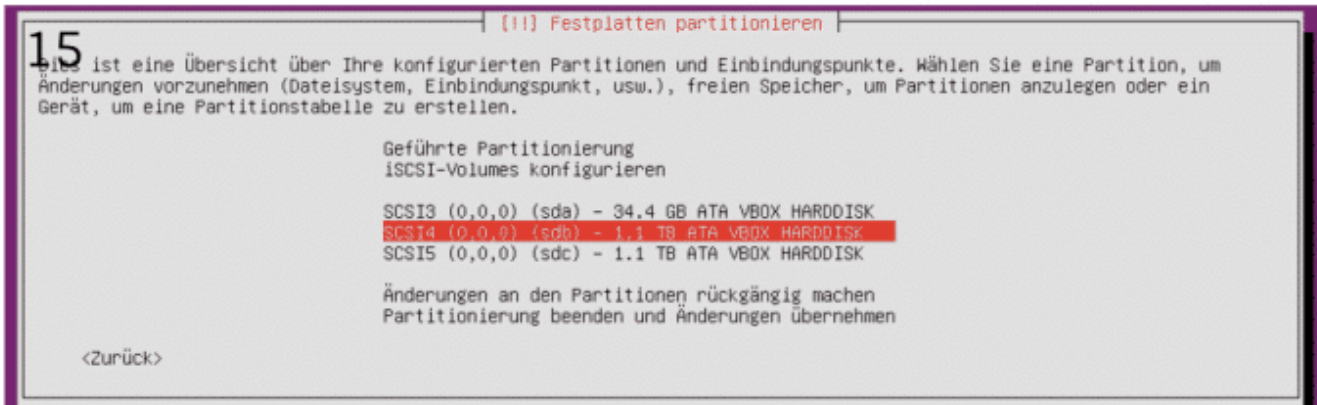 [!!] Festplatten partitionieren
15
Dies ist eine Übersicht über Ihre konfigurierten Partitionen und Einbindungspunkte. Wählen Sie eine Partition, um
Änderungen vorzunehmen (Dateisystem, Einbindungspunkt, usw.), freien Speicher, um Partitionen anzulegen oder ein
Gerät, um eine Partitionstabelle zu erstellen.
Geführte Partitionierung
iSCSI-Volumes konfigurieren
SCSI3 (0,0,0) (sda) - 34.4 GB ATA VBOX HARDDISK
SCSI4 (0,0,0) (sdb) - 1.1 TB ATA VBOX HARDDISK
SCSI5 (0,0,0) (sdc) - 1.1 TB ATA VBOX HARDDISK
Änderungen an den Partitionen rückgängig machen
Partitionierung beenden und Änderungen übernehmen
<Zurück>